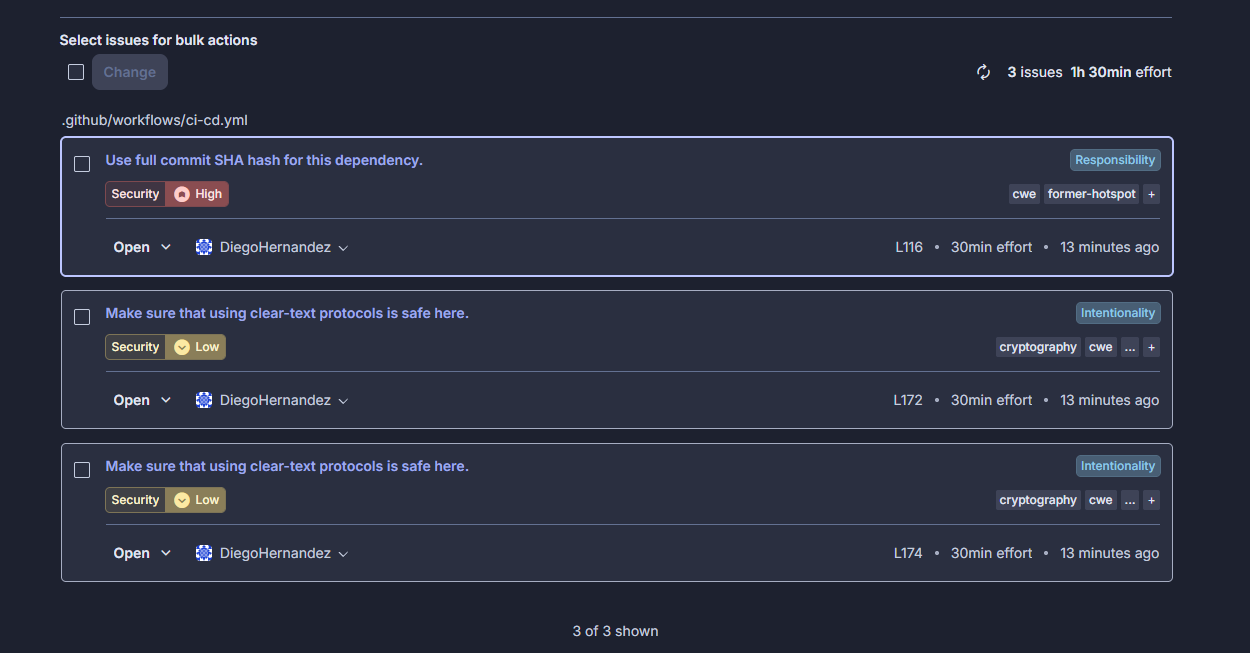 Select issues for bulk actions
Change 3 issues 1h 30min effort
.github/workflows/ci-cd.yml
Use full commit SHA hash for this dependency. Responsibility
Security High cwe former-hotspot +
Open DiegoHernandez L116 • 30min effort • 13 minutes ago
Make sure that using clear-text protocols is safe here. Intentionality
Security Low cryptography cwe ... +
Open DiegoHernandez L172 • 30min effort • 13 minutes ago
Make sure that using clear-text protocols is safe here. Intentionality
Security Low cryptography cwe ... +
Open DiegoHernandez L174 • 30min effort • 13 minutes ago
3 of 3 shown